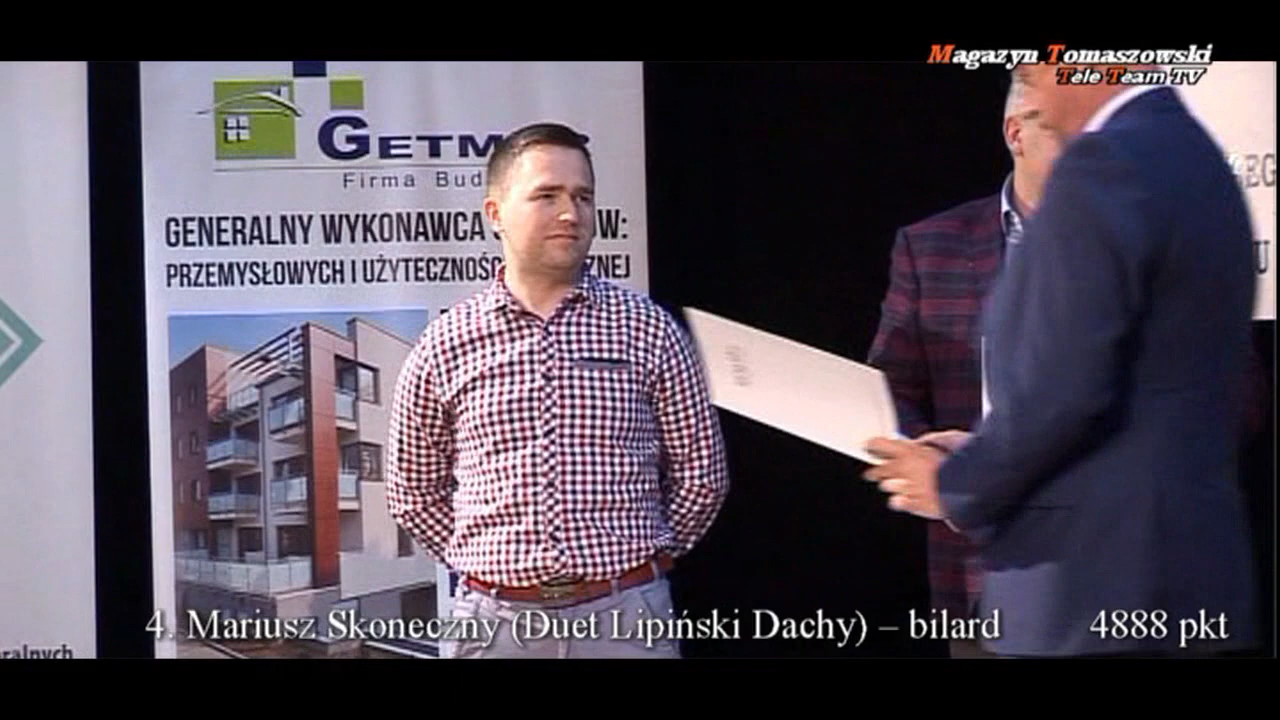 Magazyn Tomaszowski
Tele Team TV
GETM
Firma Bud
GENERALNY WYKONAWCA
PRZEMYSŁOWYCH I UŻYTECZNOŚC
4. Mariusz Skoneczny (Duet Lipiński Dachy) – bilard 4888 pkt